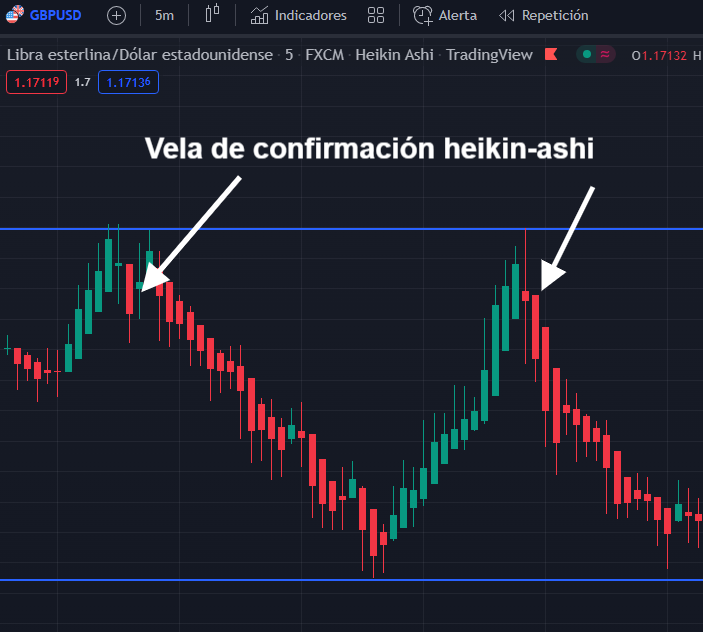 GBPUSD 5m Indicadores Alerta Repetición
Libra esterlina/Dólar estadounidense · 5 · FXCM · Heikin Ashi · TradingView O1.17132 H
1.17119 1.7 1.17136
Vela de confirmación heikin-ashi